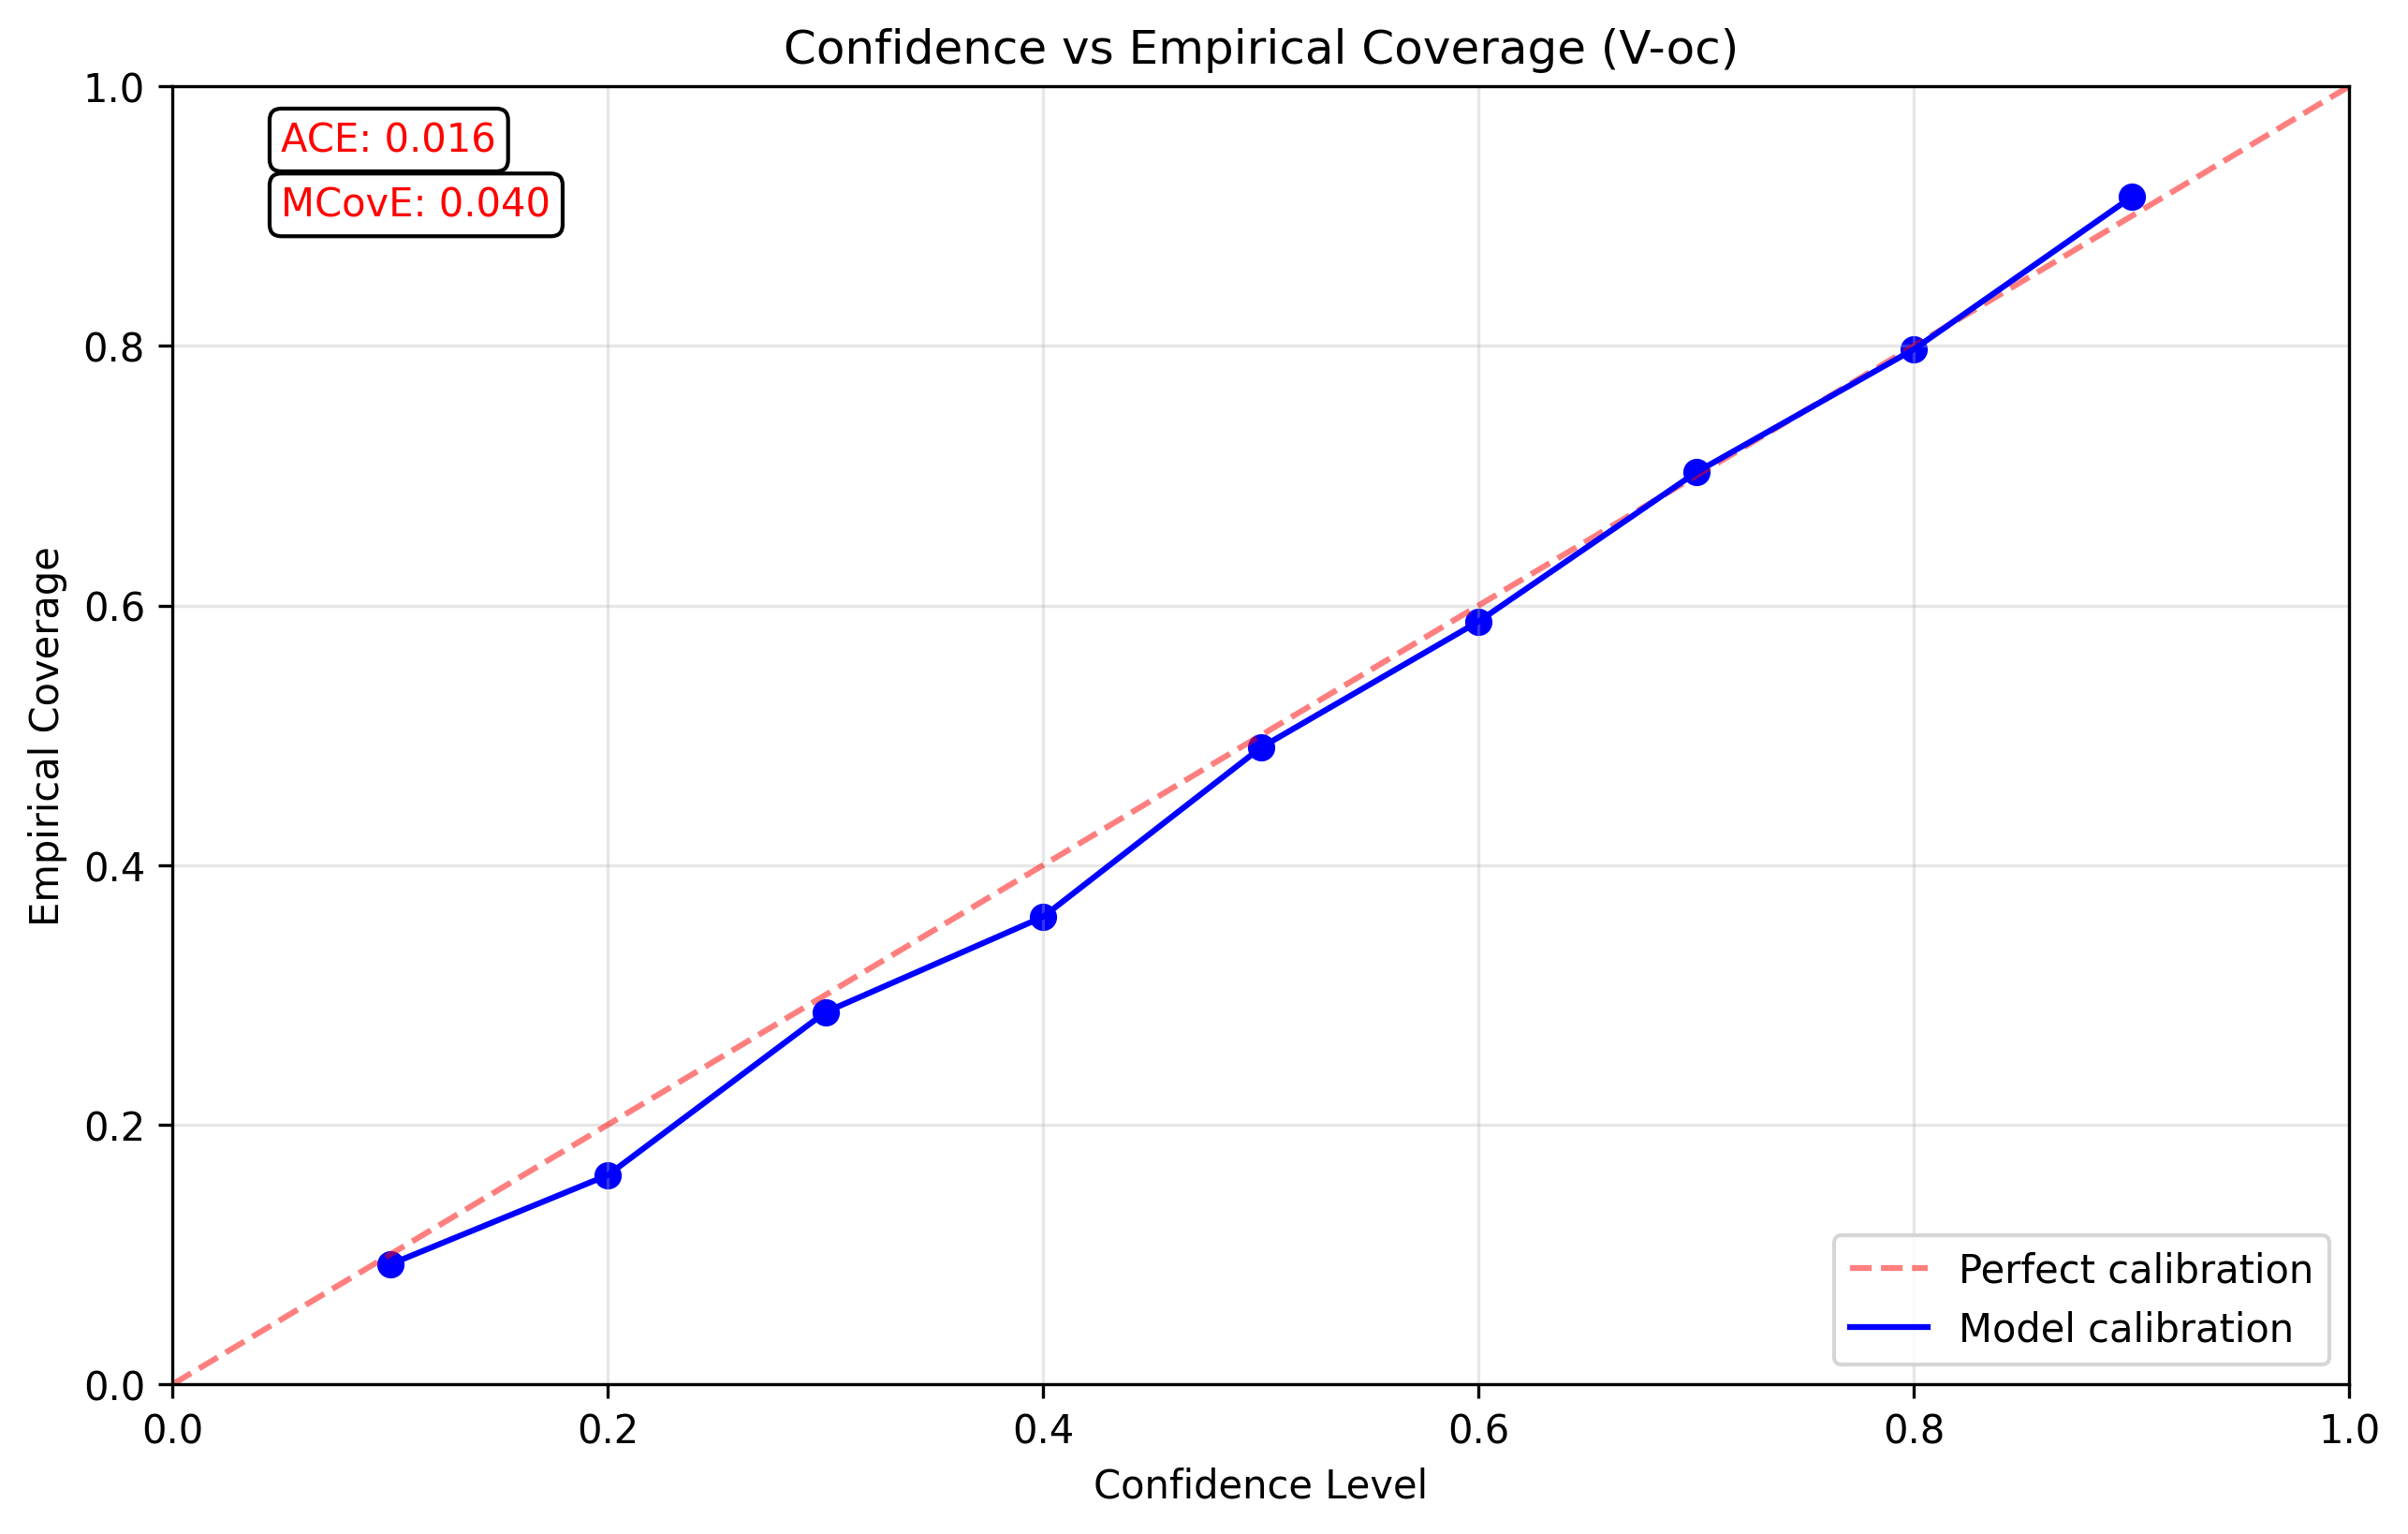 Confidence vs Empirical Coverage (V-oc)
ACE: 0.016
MCovE: 0.040
1.0
0.8
0.6
0.4
0.2
0.0
Empirical Coverage
0.0 0.2 0.4 0.6 0.8 1.0
Confidence Level
Perfect calibration
Model calibration